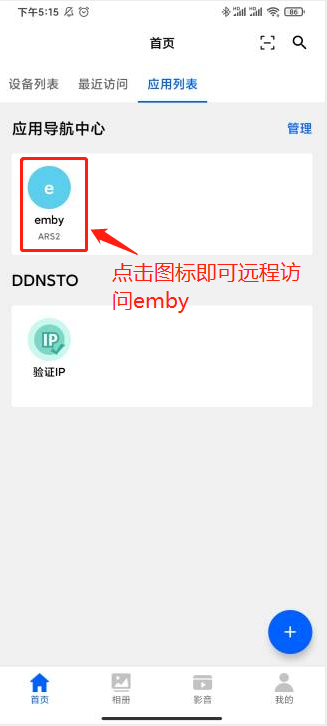 下午5:15
86
首页
设备列表 最近访问 应用列表
应用导航中心 管理
e
emby
ARS2
点击图标即可远程访
问emby
DDNSTO
IP
验证IP
首页 相册 影音 我的